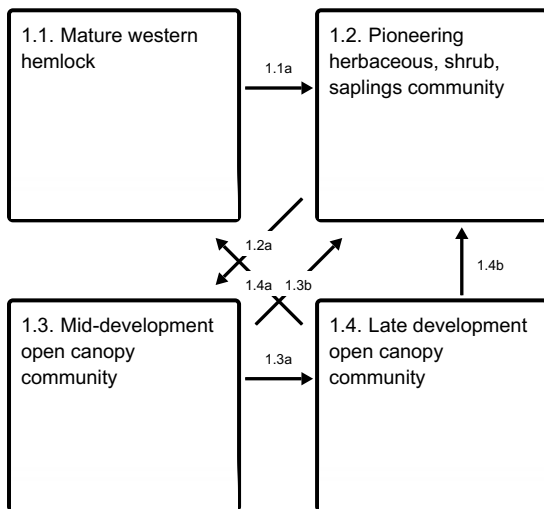 1.1. Mature western
hemlock
1.1a
1.2. Pioneering
herbaceous, shrub,
saplings community
1.2a
1.4a
1.3b
1.4b
1.3. Mid-development
open canopy
community
1.3a
1.4. Late development
open canopy
community